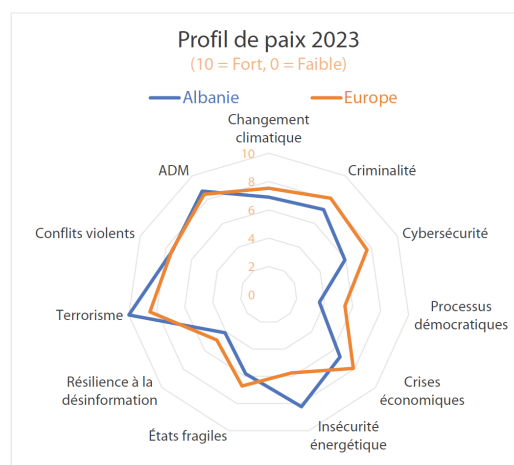 Profil de paix 2023
(10 = Fort, 0 = Faible)
Albanie
Europe
Changement
climatique
10
8
6
4
2
0
ADM
Criminalité
Conflits violents
Cybersécurité
Terrorisme
Processus
démocratiques
Résilience à la
désinformation
Crises
économiques
États fragiles
Insécurité
énergétique